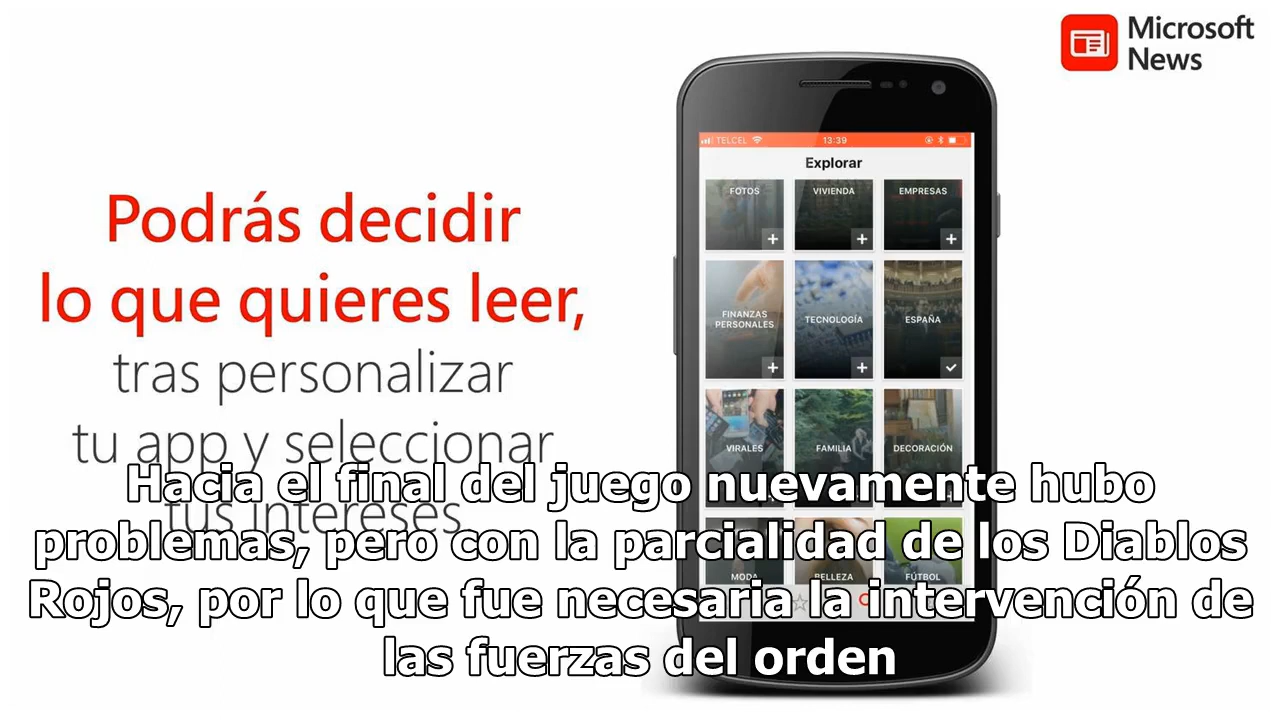 Microsoft
News
Podrás decidir
lo que quieres leer,
tras personalizar
tu app y seleccionar
tus intereses.
TELCEL
13:39
Explorar
FOTOS
VIVIENDA
EMPRESAS
FINANZAS
PERSONALES
TECNOLOGÍA
ESPAÑA
VIRALES
FAMILIA
DECORACIÓN
MODA
BELLEZA
FÚTBOL
Hacia el final del juego nuevamente hubo
problemas, pero con la parcialidad de los Diablos
Rojos, por lo que fue necesaria la intervención de
las fuerzas del orden